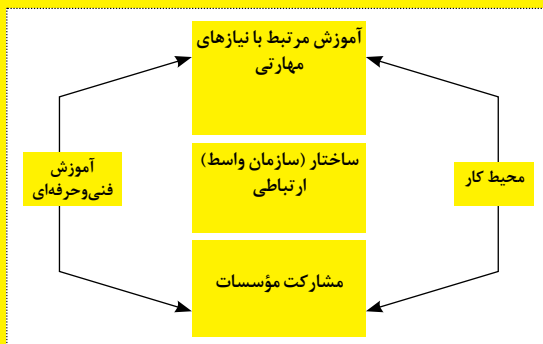 آموزش مرتبط با نیازهای
مهارتی
محیط کار
ساختار (سازمان واسط)
ارتباطی
آموزش
فنی‌وحرفه‌ای
مشارکت مؤسسات